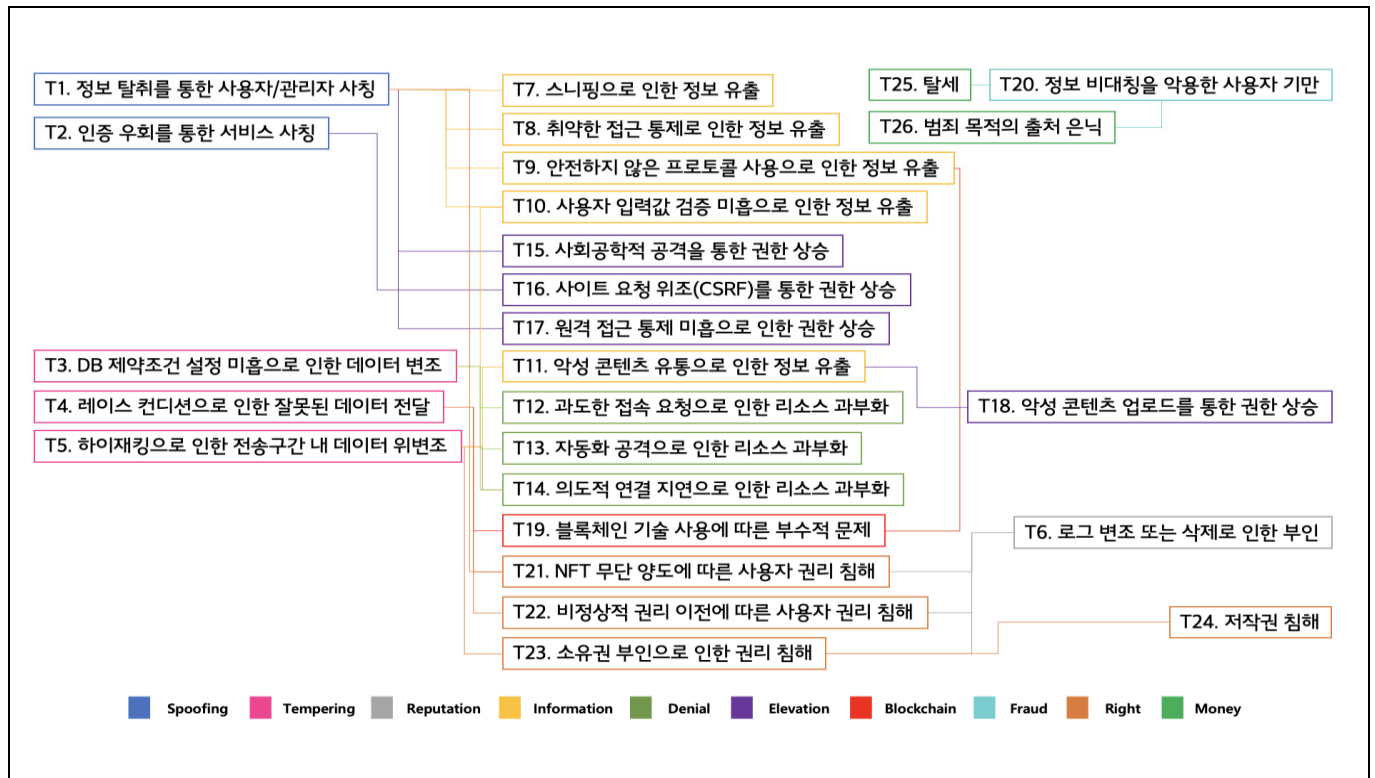 T1. 정보 탈취를 통한 사용자/관리자 사칭
T2. 인증 우회를 통한 서비스 사칭
T7. 스니핑으로 인한 정보 유출
T8. 취약한 접근 통제로 인한 정보 유출
T9. 안전하지 않은 프로토콜 사용으로 인한 정보 유출
T10. 사용자 입력값 검증 미흡으로 인한 정보 유출
T25. 탈세
T20. 정보 비대칭을 악용한 사용자 기만
T26. 범죄 목적의 출처 은닉
T15. 사회공학적 공격을 통한 권한 상승
T16. 사이트 요청 위조(CSRF)를 통한 권한 상승
T17. 원격 접근 통제 미흡으로 인한 권한 상승
T3. DB 제약조건 설정 미흡으로 인한 데이터 변조
T4. 레이스 컨디션으로 인한 잘못된 데이터 전달
T5. 하이재킹으로 인한 전송구간 내 데이터 위변조
T11. 악성 콘텐츠 유통으로 인한 정보 유출
T12. 과도한 접속 요청으로 인한 리소스 과부화
T13. 자동화 공격으로 인한 리소스 과부화
T14. 의도적 연결 지연으로 인한 리소스 과부화
T18. 악성 콘텐츠 업로드를 통한 권한 상승
T19. 블록체인 기술 사용에 따른 부수적 문제
T6. 로그 변조 또는 삭제로 인한 부인
T21. NFT 무단 양도에 따른 사용자 권리 침해
T22. 비정상적 권리 이전에 따른 사용자 권리 침해
T23. 소유권 부인으로 인한 권리 침해
T24. 저작권 침해
Spoofing
Tempering
Reputation
Information
Denial
Elevation
Blockchain
Fraud
Right
Money